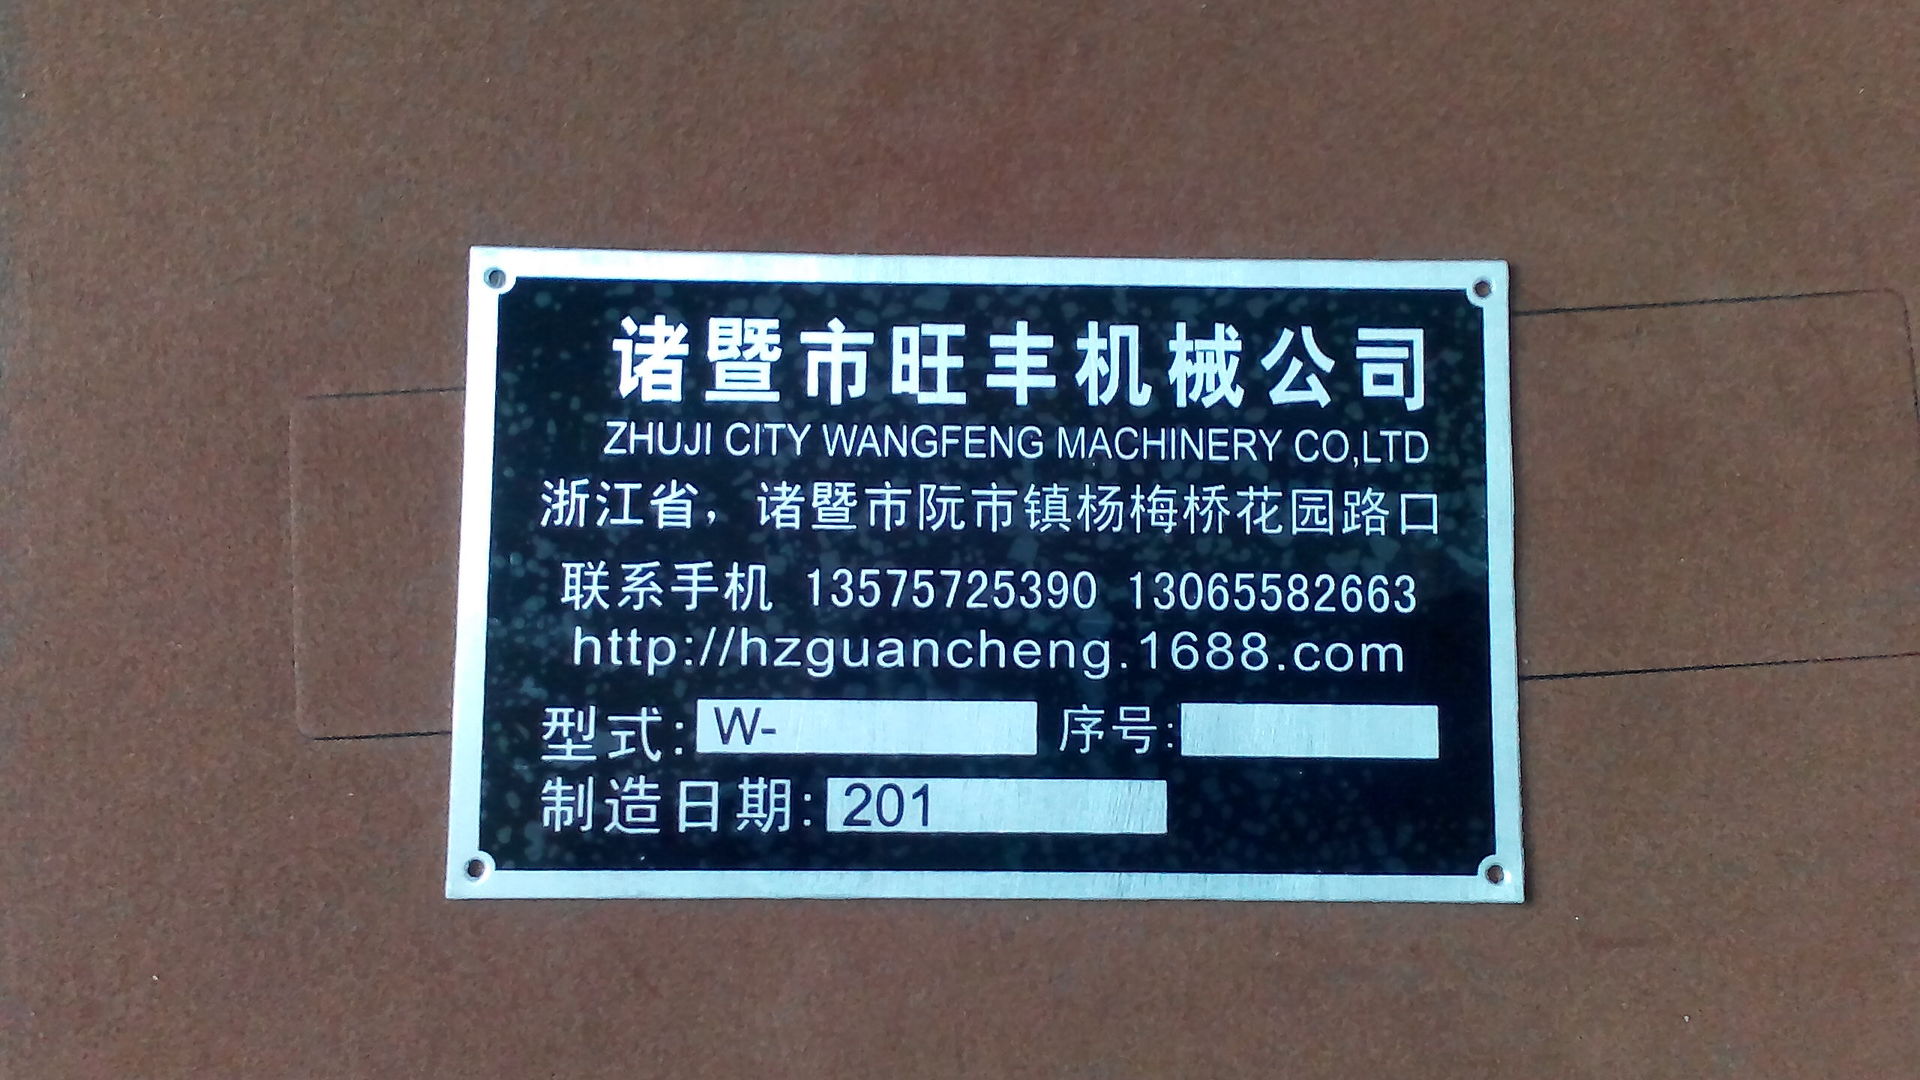 诸暨市旺丰机械公司
ZHUJI CITY WANGFENG MACHINERY CO,LTD
浙江省，诸暨市阮市镇杨梅桥花园路口
联系手机 13575725390 13065582663
http://hzguancheng.1688.com
型式: W- 序号:
制造日期: 201